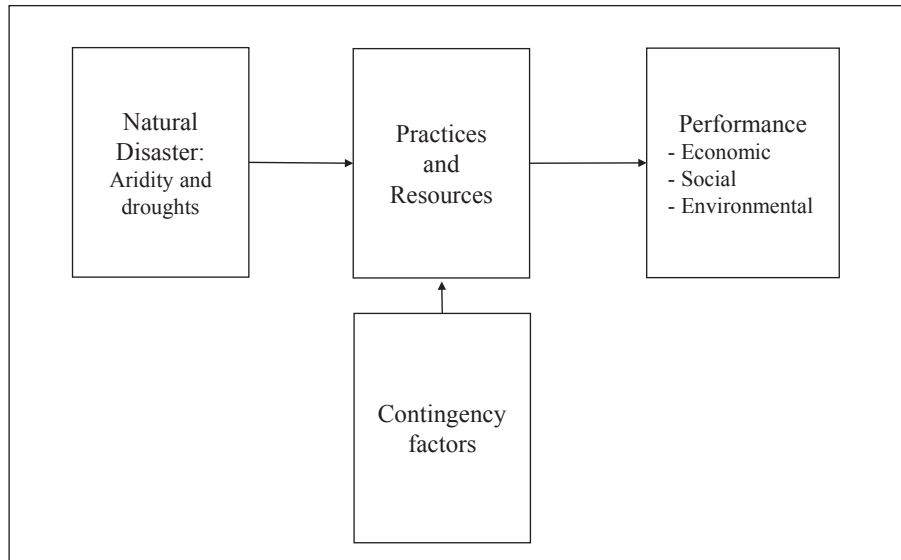 Natural
Disaster:
Aridity and
droughts
Practices
and
Resources
Performance
- Economic
- Social
- Environmental
Contingency
factors